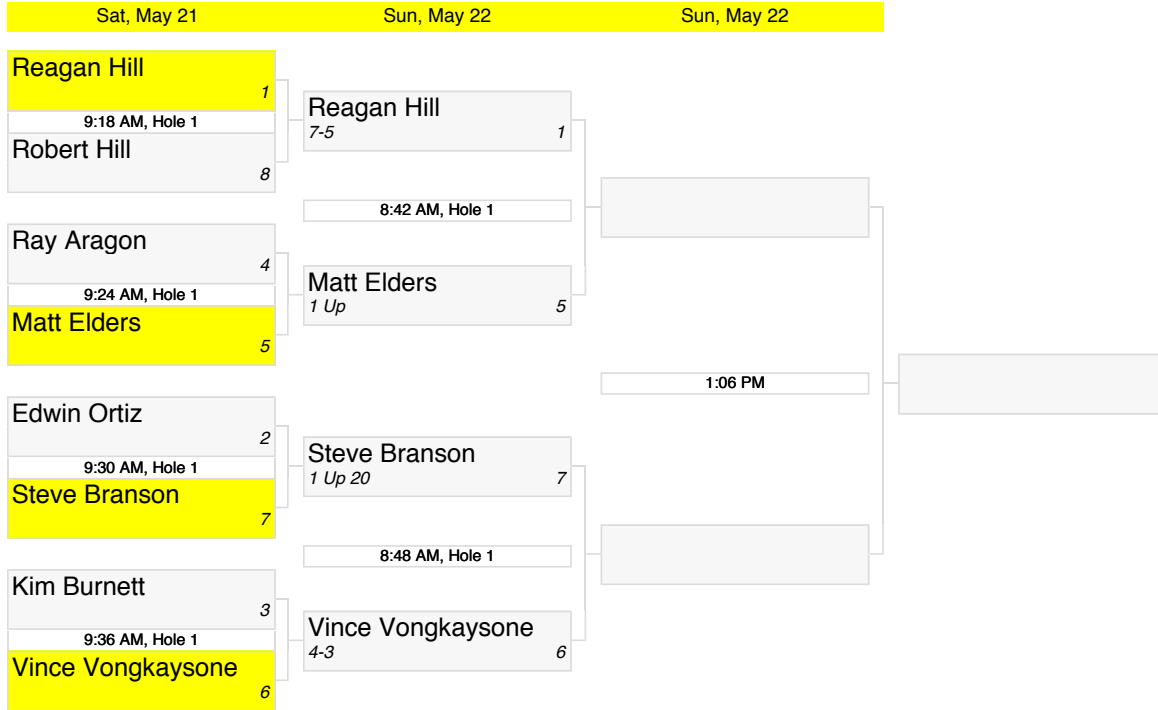 Sat, May 21
Sun, May 22
Sun, May 22
Reagan Hill
1
9:18 AM, Hole 1
Robert Hill
8
Ray Aragon
4
9:24 AM, Hole 1
Matt Elders
5
Edwin Ortiz
2
9:30 AM, Hole 1
Steve Branson
7
Kim Burnett
3
9:36 AM, Hole 1
Vince Vongkaysone
6
Reagan Hill
7-5 1
8:42 AM, Hole 1
Matt Elders
1 Up 5
Steve Branson
1 Up 20 7
8:48 AM, Hole 1
Vince Vongkaysone
4-3 6
1:06 PM